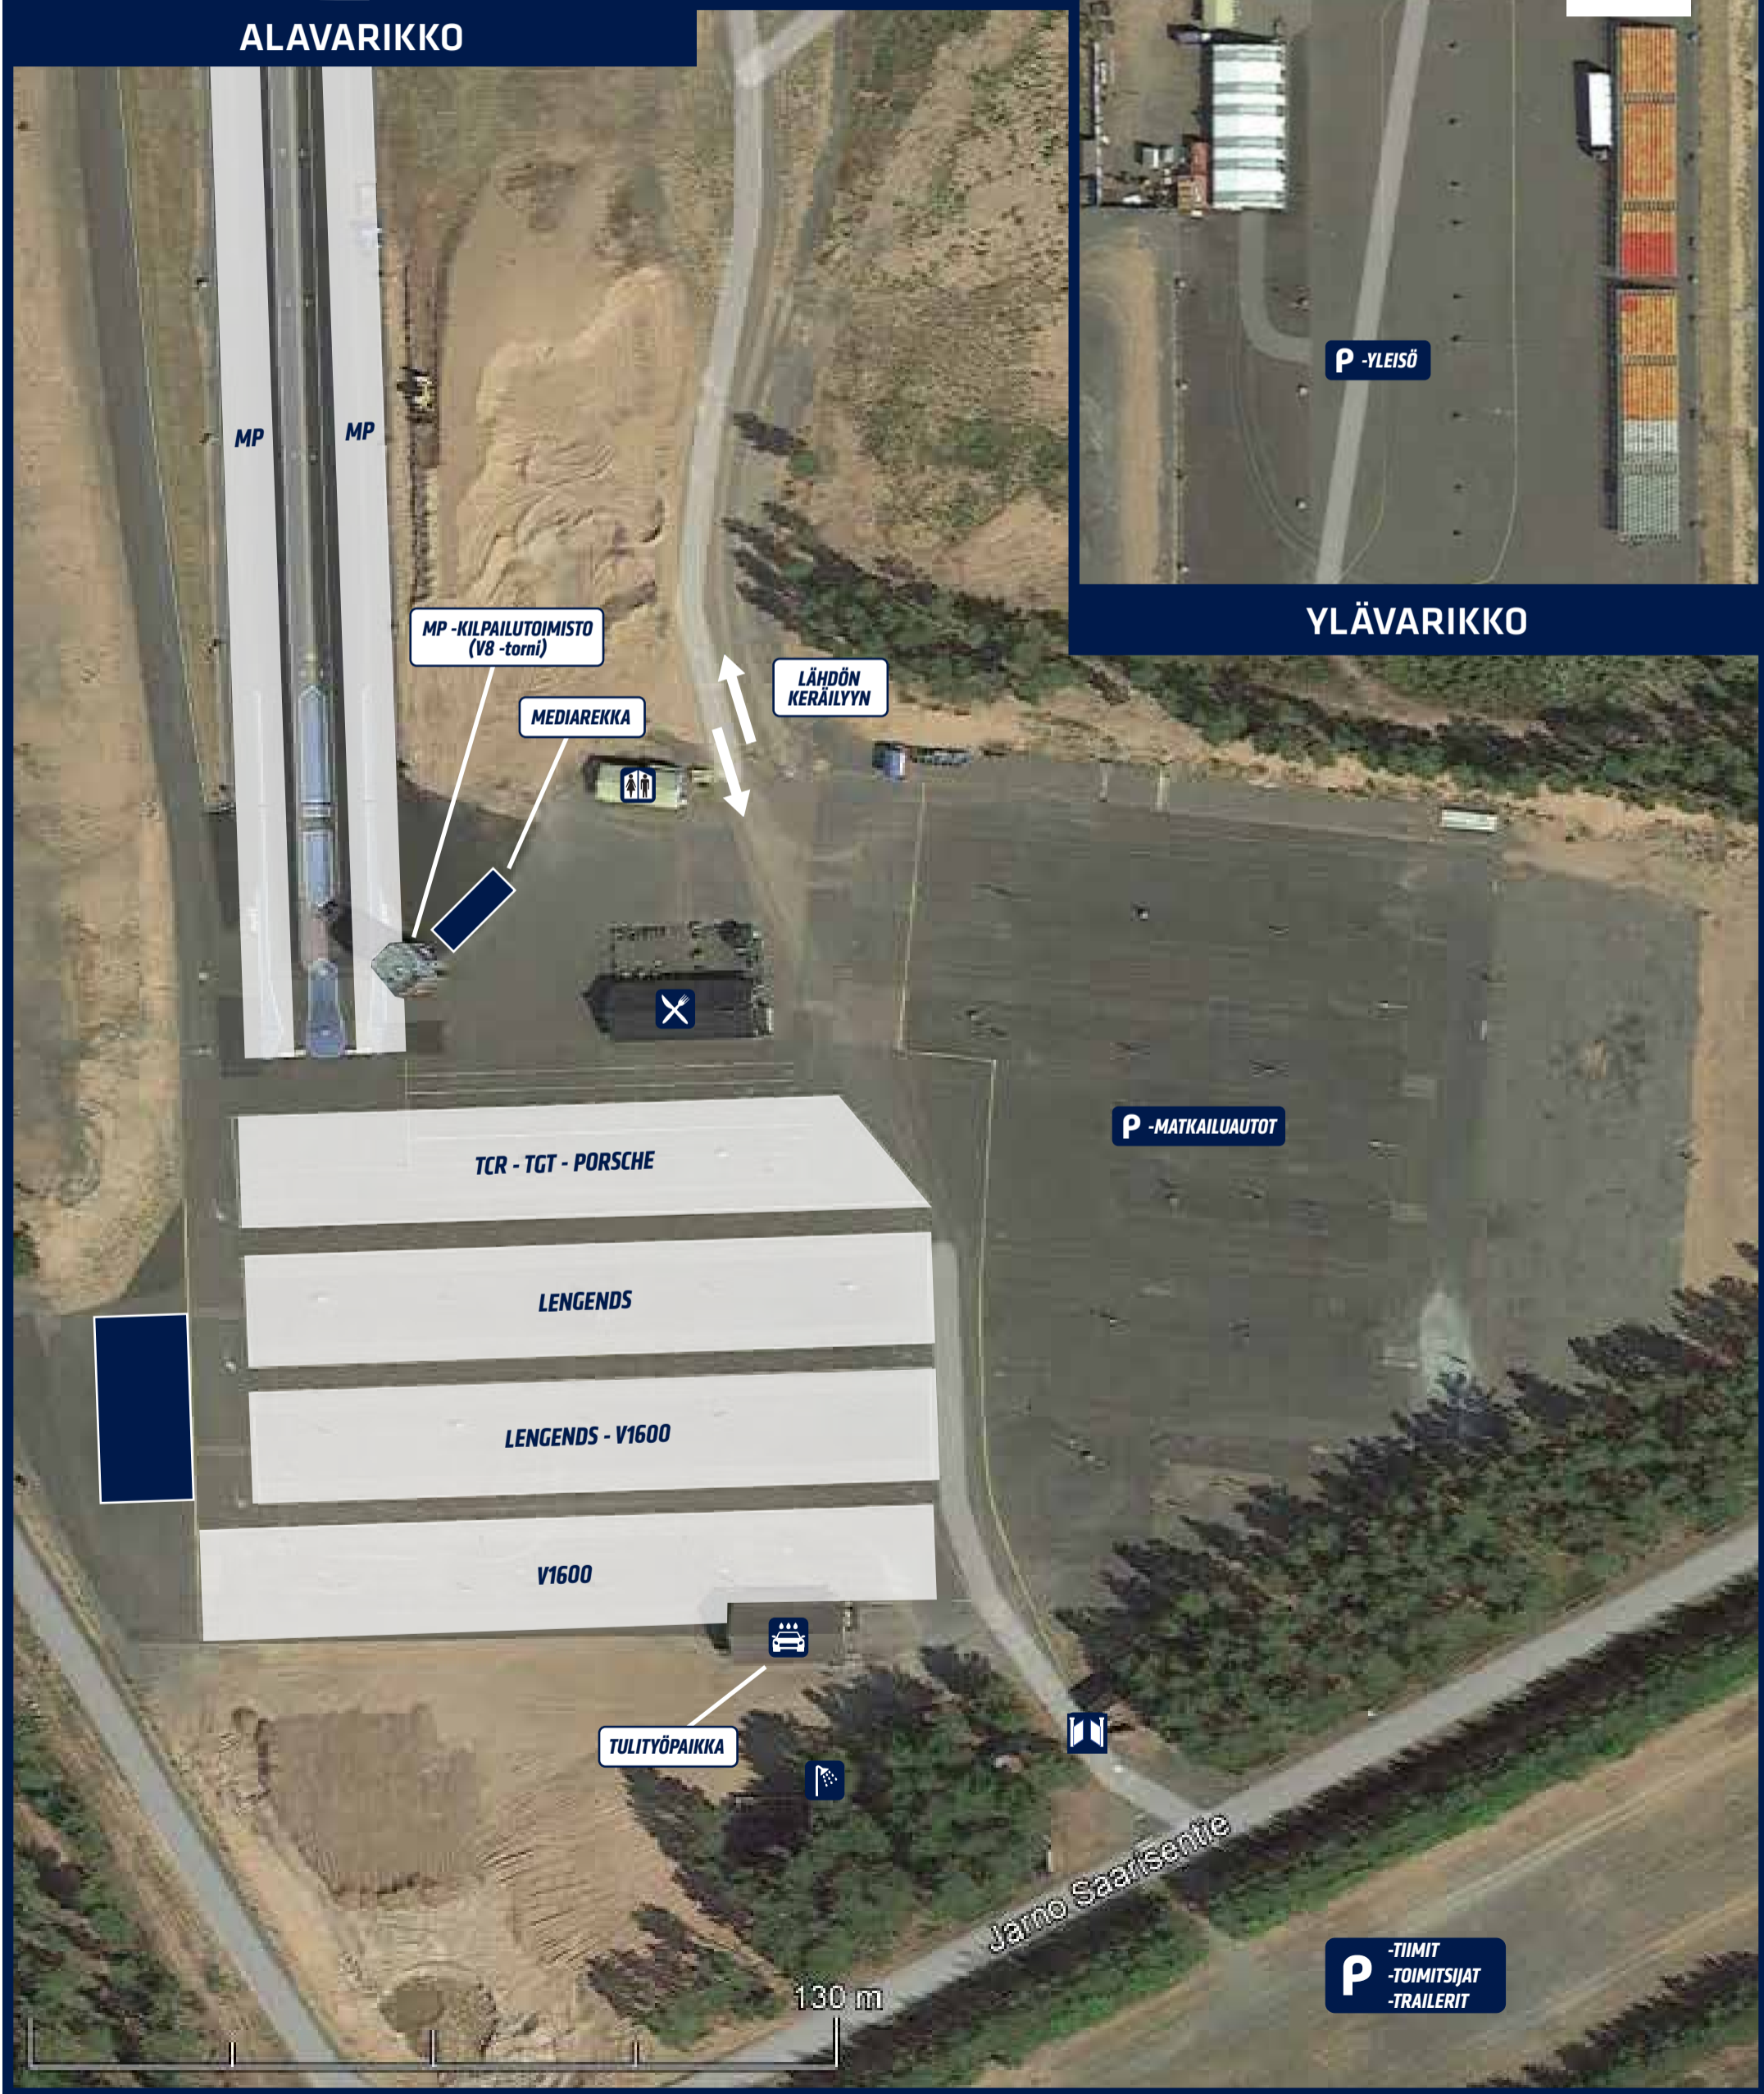 ALAVARIKKO
P -YLEISÖ
YLÄVARIKKO
MP
MP
MP -KILPAILUTOIMISTO
(V8 -torni)
MEDIAREKKA
LÄHDÖN
KERÄILYYN
P -MATKAILUAUTOT
TCR - TGT - PORSCHE
LENGENDS
LENGENDS - V1600
V1600
TULITYÖPAIKKA
Jarno Saarisentie
P
-TIIMIT
-TOIMITSIJAT
-TRAILERIT
130 m